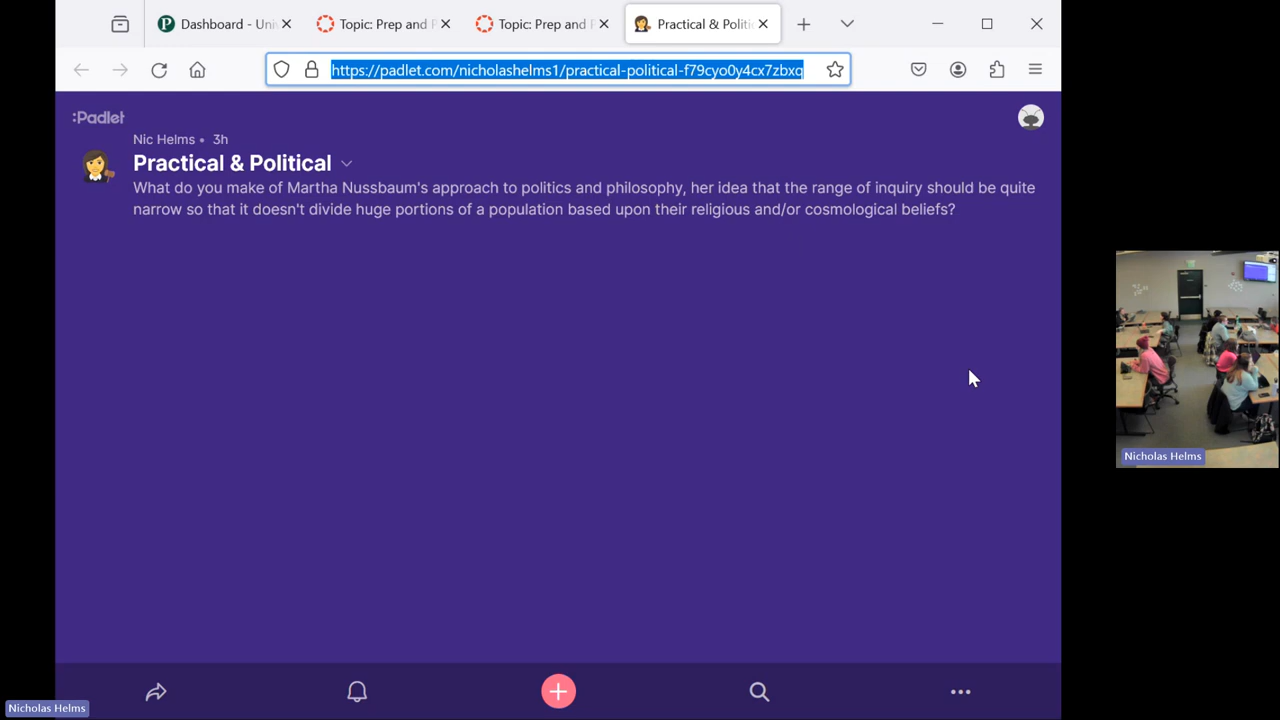 Dashboard - Uni
Topic: Prep and P
Topic: Prep and P
Practical & Politi
https://padlet.com/nicholashelms1/practical-political-f79cyo0y4cx7zbxq
:Padlet
Nic Helms • 3h
Practical & Political
What do you make of Martha Nussbaum's approach to politics and philosophy, her idea that the range of inquiry should be quite
narrow so that it doesn't divide huge portions of a population based upon their religious and/or cosmological beliefs?
Nicholas Helms
Nicholas Helms